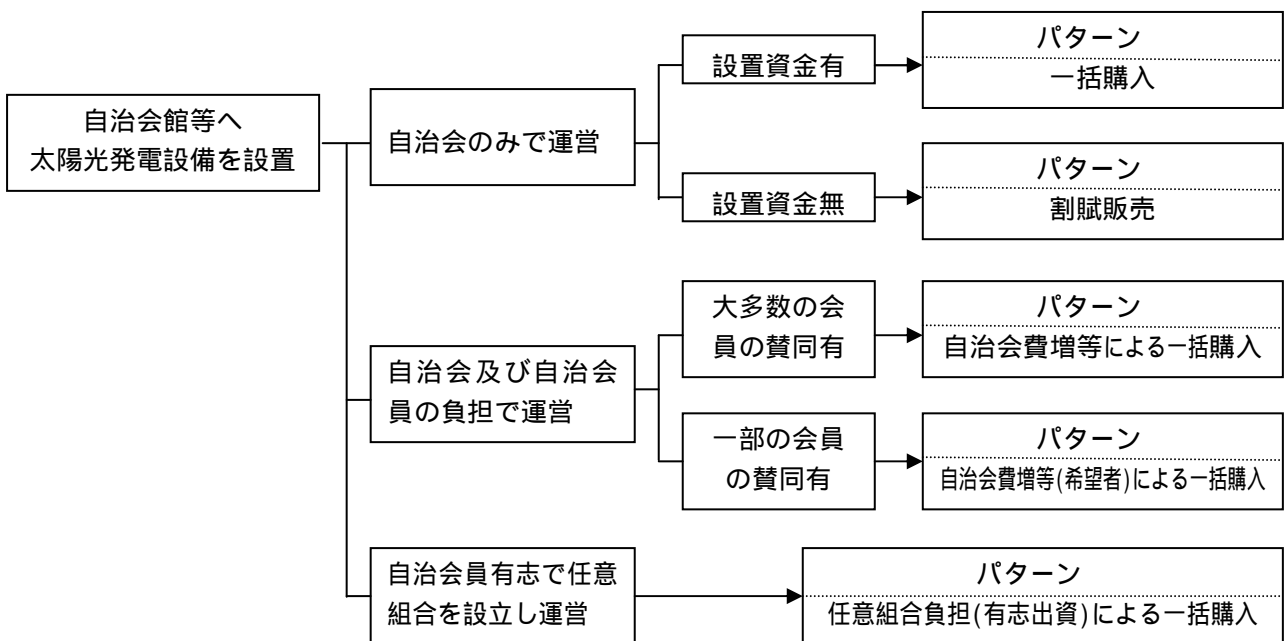 自治会館等へ
太陽光発電設備を設置
自治会のみで運営
設置資金有
パターン
一括購入
設置資金無
パターン
割賦販売
自治会及び自治会
員の負担で運営
大多数の会
員の賛同有
パターン
自治会費増等による一括購入
一部の会員
の賛同有
パターン
自治会費増等(希望者)による一括購入
自治会員有志で任意
組合を設立し運営
パターン
任意組合負担(有志出資)による一括購入